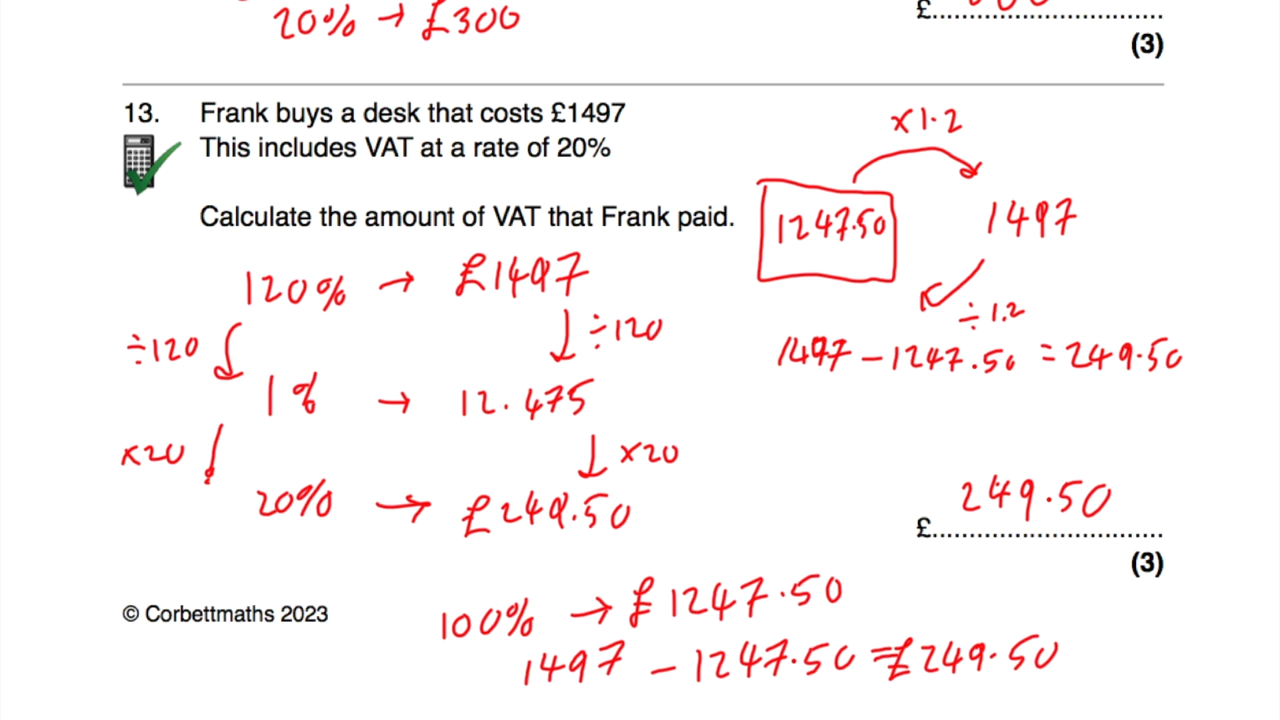 20% → £300
£..................................
(3)
13. Frank buys a desk that costs £1497
This includes VAT at a rate of 20%
Calculate the amount of VAT that Frank paid.
×1.2
1247.50
1497
÷1.2
1497 - 1247.50 = 249.50
120% → £1497
÷120 ÷120
1% → 12.475
×20 ×20
20% → £249.50
249.50
£..................................
(3)
100% → £1247.50
1497 - 1247.50 = £249.50
© Corbettmaths 2023